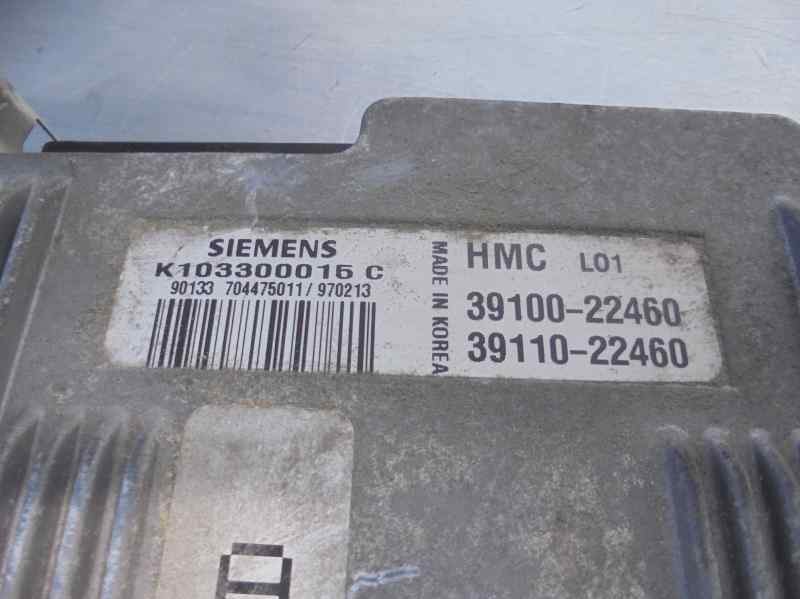 SIEMENS
K103300015 C
90133 704475011/970213
MADE IN KOREA
HMC L01
39100-22460
39110-22460